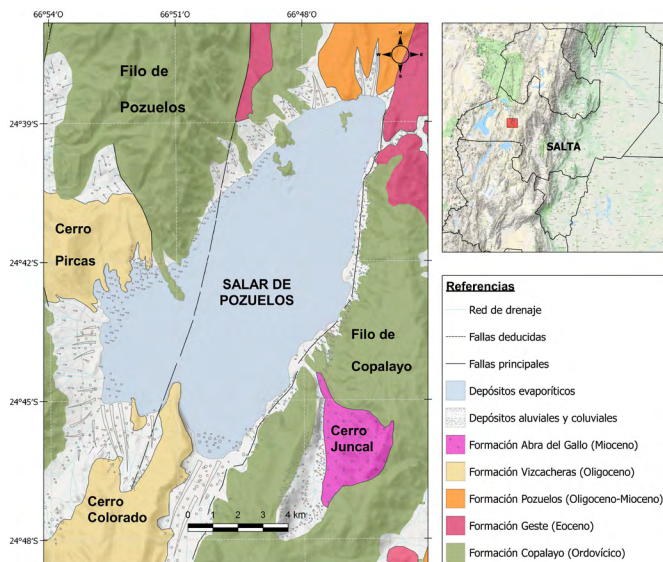 66°54'O
66°51'O
66°48'O
24°39'S
24°42'S
24°45'S
24°48'S
Filo de
Pozuelos
N
W
E
S
Cerro
Pircas
SALAR DE
POZUELOS
Filo de
Copalayo
Cerro
Juncal
Cerro
Colorado
0 1 2 3 4 km
SALTA
Referencias
Red de drenaje
Fallas deducidas
Fallas principales
Depósitos evaporíticos
Depósitos aluviales y coluviales
Formación Abra del Gallo (Mioceno)
Formación Vizcacheras (Oligoceno)
Formación Pozuelos (Oligoceno-Mioceno)
Formación Geste (Eoceno)
Formación Copalayo (Ordovícico)